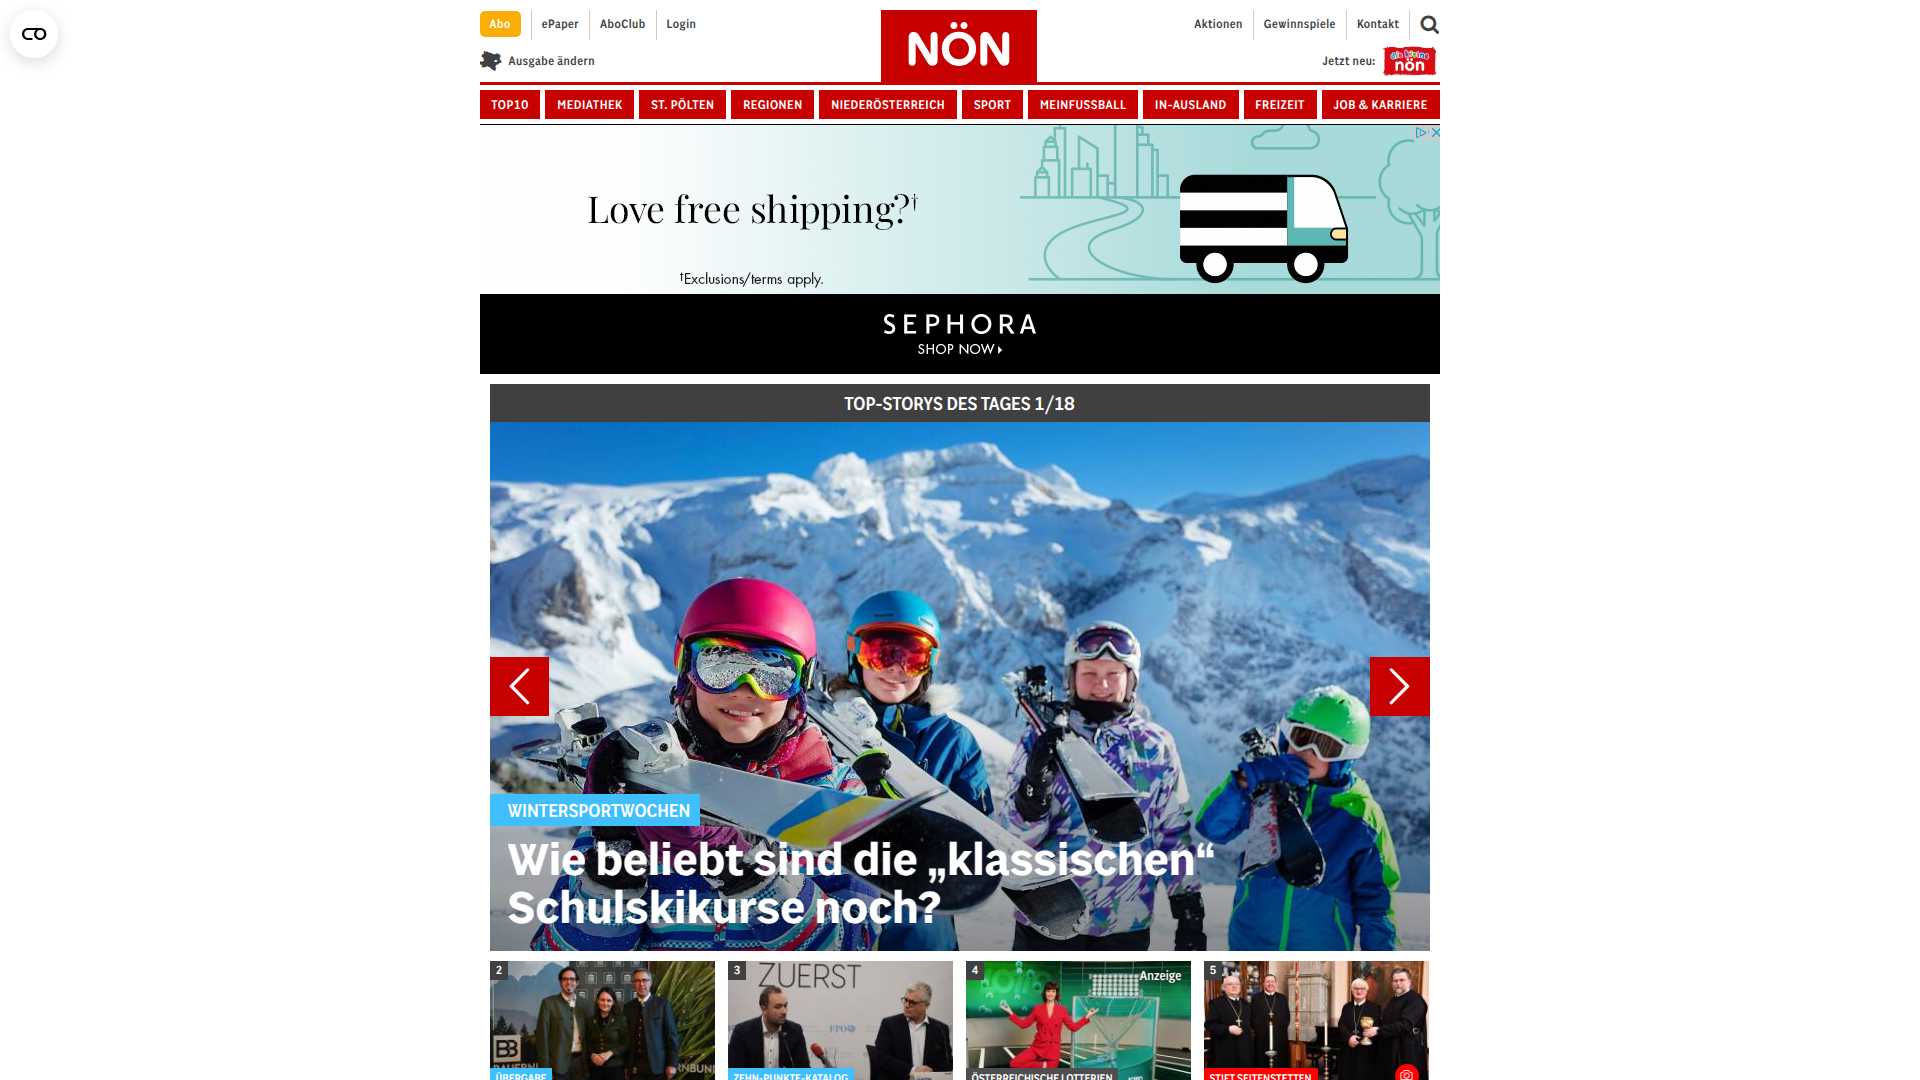 Abo
ePaper
AboClub
Login
NÖN
Aktionen
Gewinnspiele
Kontakt
Ausgabe ändern
Jetzt neu:
die kleine
nön
TOP10
MEDIATHEK
ST. PÖLTEN
REGIONEN
NIEDERÖSTERREICH
SPORT
MEINFUSSBALL
IN-AUSLAND
FREIZEIT
JOB & KARRIERE
Love free shipping?†
†Exclusions/terms apply.
SEPHORA
SHOP NOW
TOP-STORYS DES TAGES 1/18
WINTERSPORTWOCHEN
Wie beliebt sind die „klassischen“
Schulskikurse noch?
2
3
ZUERST
4
Anzeige
5
FPÖ
BB
ÜBERGABE
ZEHN-PUNKTE-KATALOG
ÖSTERREICHISCHE LOTTERIEN
STIFT SEITENSTETTEN